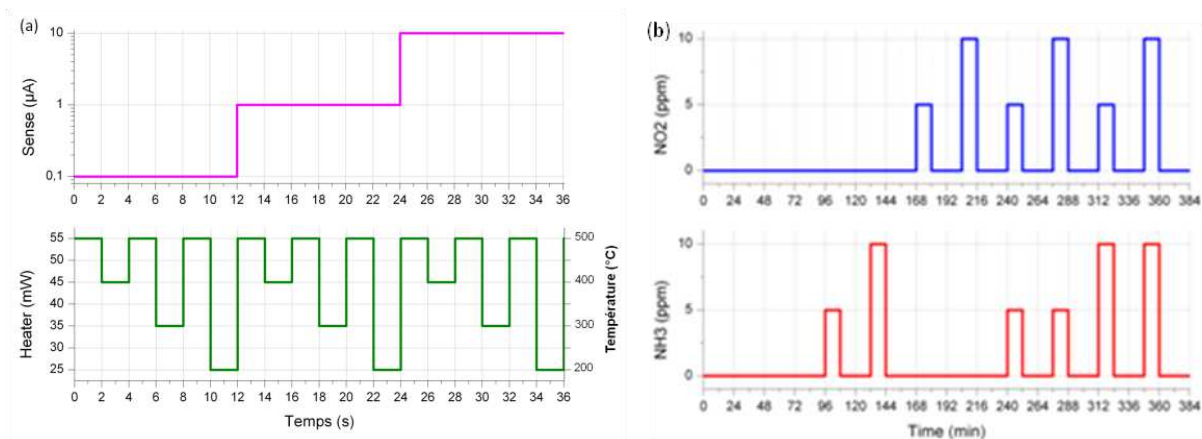 (a)
Sense (µA)
10
1
0,1
0 2 4 6 8 10 12 14 16 18 20 22 24 26 28 30 32 34 36
Heater (mW)
55
45
40
35
30
25
500
400
300
200
Température (°C)
0 2 4 6 8 10 12 14 16 18 20 22 24 26 28 30 32 34 36
Temps (s)
(b)
NO2 (ppm)
10
5
0
0 24 48 72 96 120 144 168 192 216 240 264 288 312 336 360 384
NH3 (ppm)
10
5
0
0 24 48 72 96 120 144 168 192 216 240 264 288 312 336 360 384
Time (min)